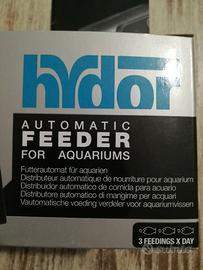 hydor
AUTOMATIC
FEEDER
FOR AQUARIUMS
Futterautomat für aquarien
Distributeur automatique de nourriture pour aquarium
Distribuidor automatico de comida para acuario
Distributore automatico di mangime per acquari
Vautomatische voeding verdeler voor aquariumvissen
3 FEEDINGS X DAY